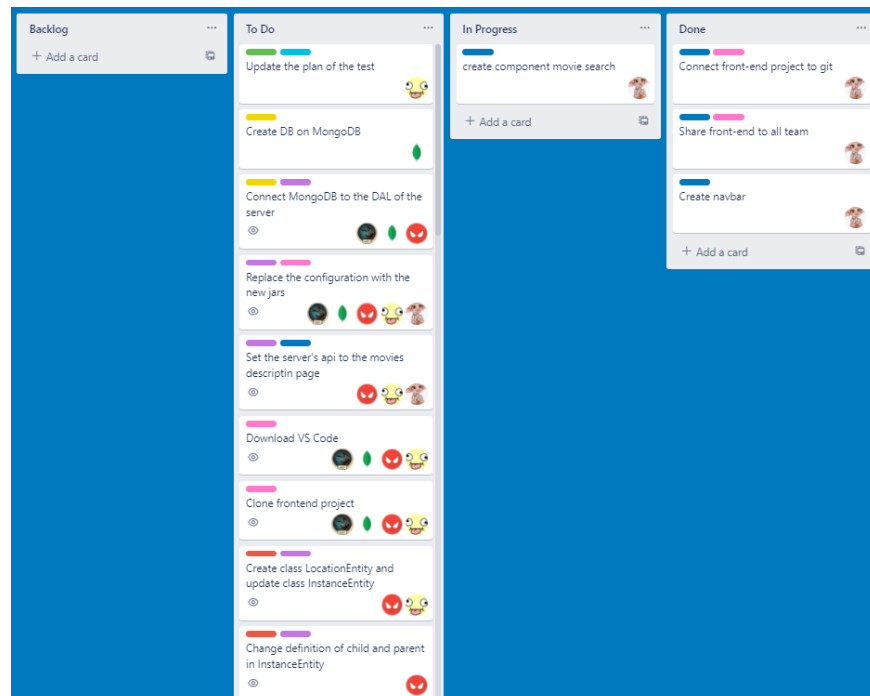 Backlog
+ Add a card
To Do
Update the plan of the test
Create DB on MongoDB
Connect MongoDB to the DAL of the
server
Replace the configuration with the
new jars
Set the server's api to the movies
descriptin page
Download VS Code
Clone frontend project
Create class LocationEntity and
update class InstanceEntity
Change definition of child and parent
in InstanceEntity
In Progress
create component movie search
+ Add a card
Done
Connect front-end project to git
Share front-end to all team
Create navbar
+ Add a card